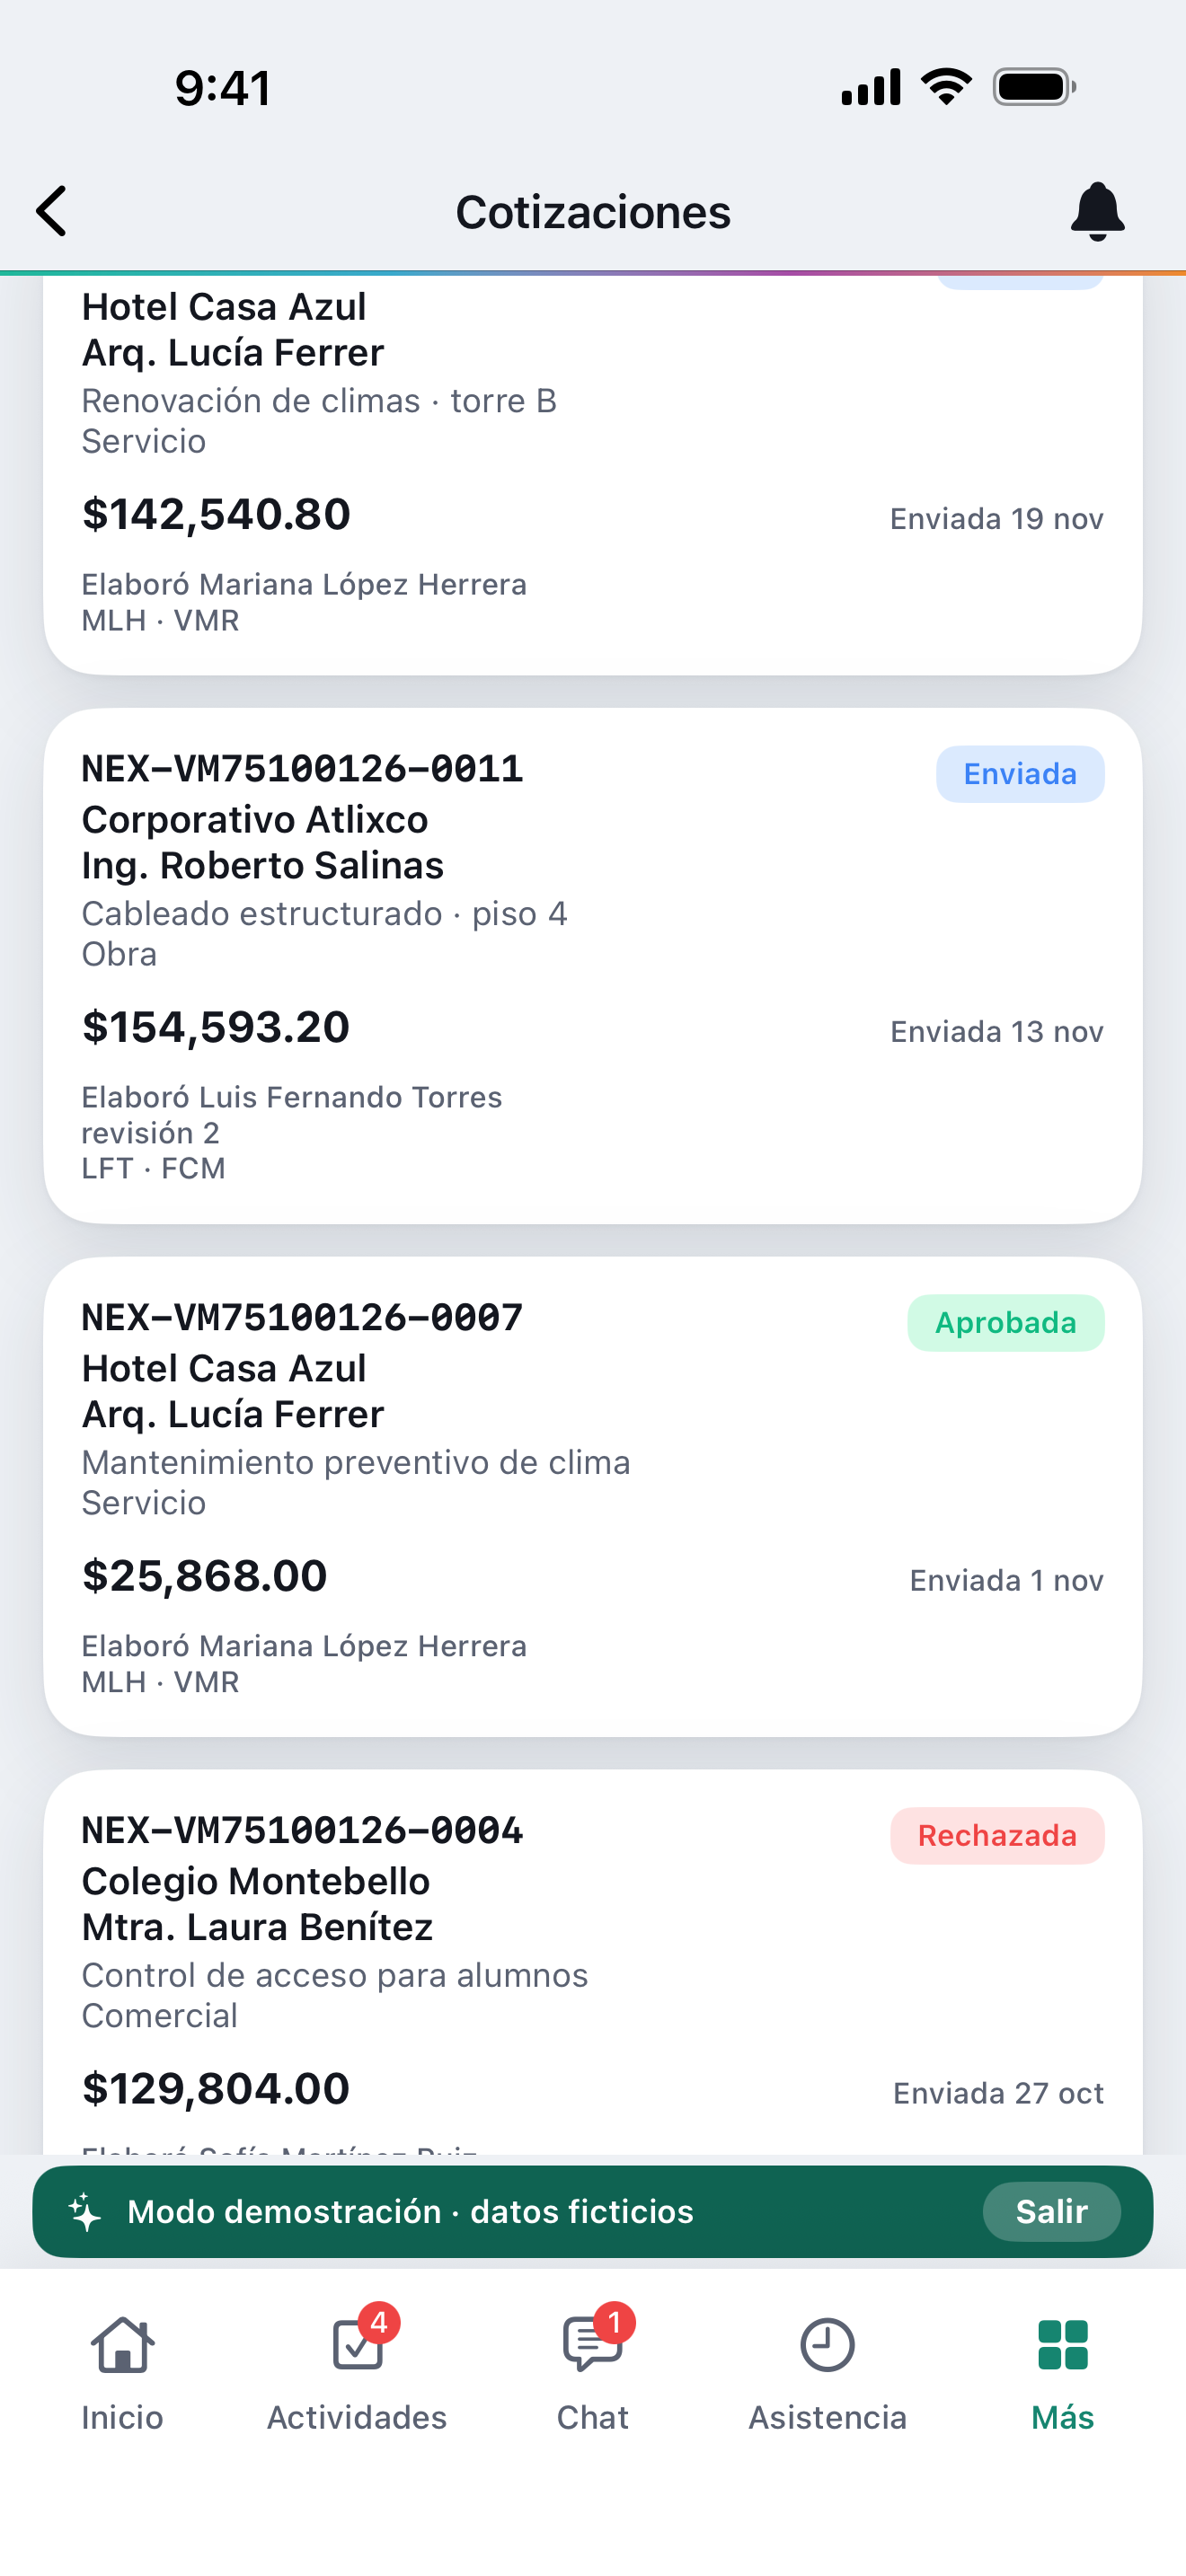 9:41
Cotizaciones
Hotel Casa Azul
Arq. Lucía Ferrer
Renovación de climas · torre B
Servicio
$142,540.80
Enviada 19 nov
Elaboró Mariana López Herrera
MLH · VMR
NEX-VM75100126-0011
Enviada
Corporativo Atlixco
Ing. Roberto Salinas
Cableado estructurado · piso 4
Obra
$154,593.20
Enviada 13 nov
Elaboró Luis Fernando Torres
revisión 2
LFT · FCM
NEX-VM75100126-0007
Aprobada
Hotel Casa Azul
Arq. Lucía Ferrer
Mantenimiento preventivo de clima
Servicio
$25,868.00
Enviada 1 nov
Elaboró Mariana López Herrera
MLH · VMR
NEX-VM75100126-0004
Rechazada
Colegio Montebello
Mtra. Laura Benítez
Control de acceso para alumnos
Comercial
$129,804.00
Enviada 27 oct
Elaboró Sofía Martínez Ruiz
Modo demostración · datos ficticios
Salir
4
1
Inicio
Actividades
Chat
Asistencia
Más